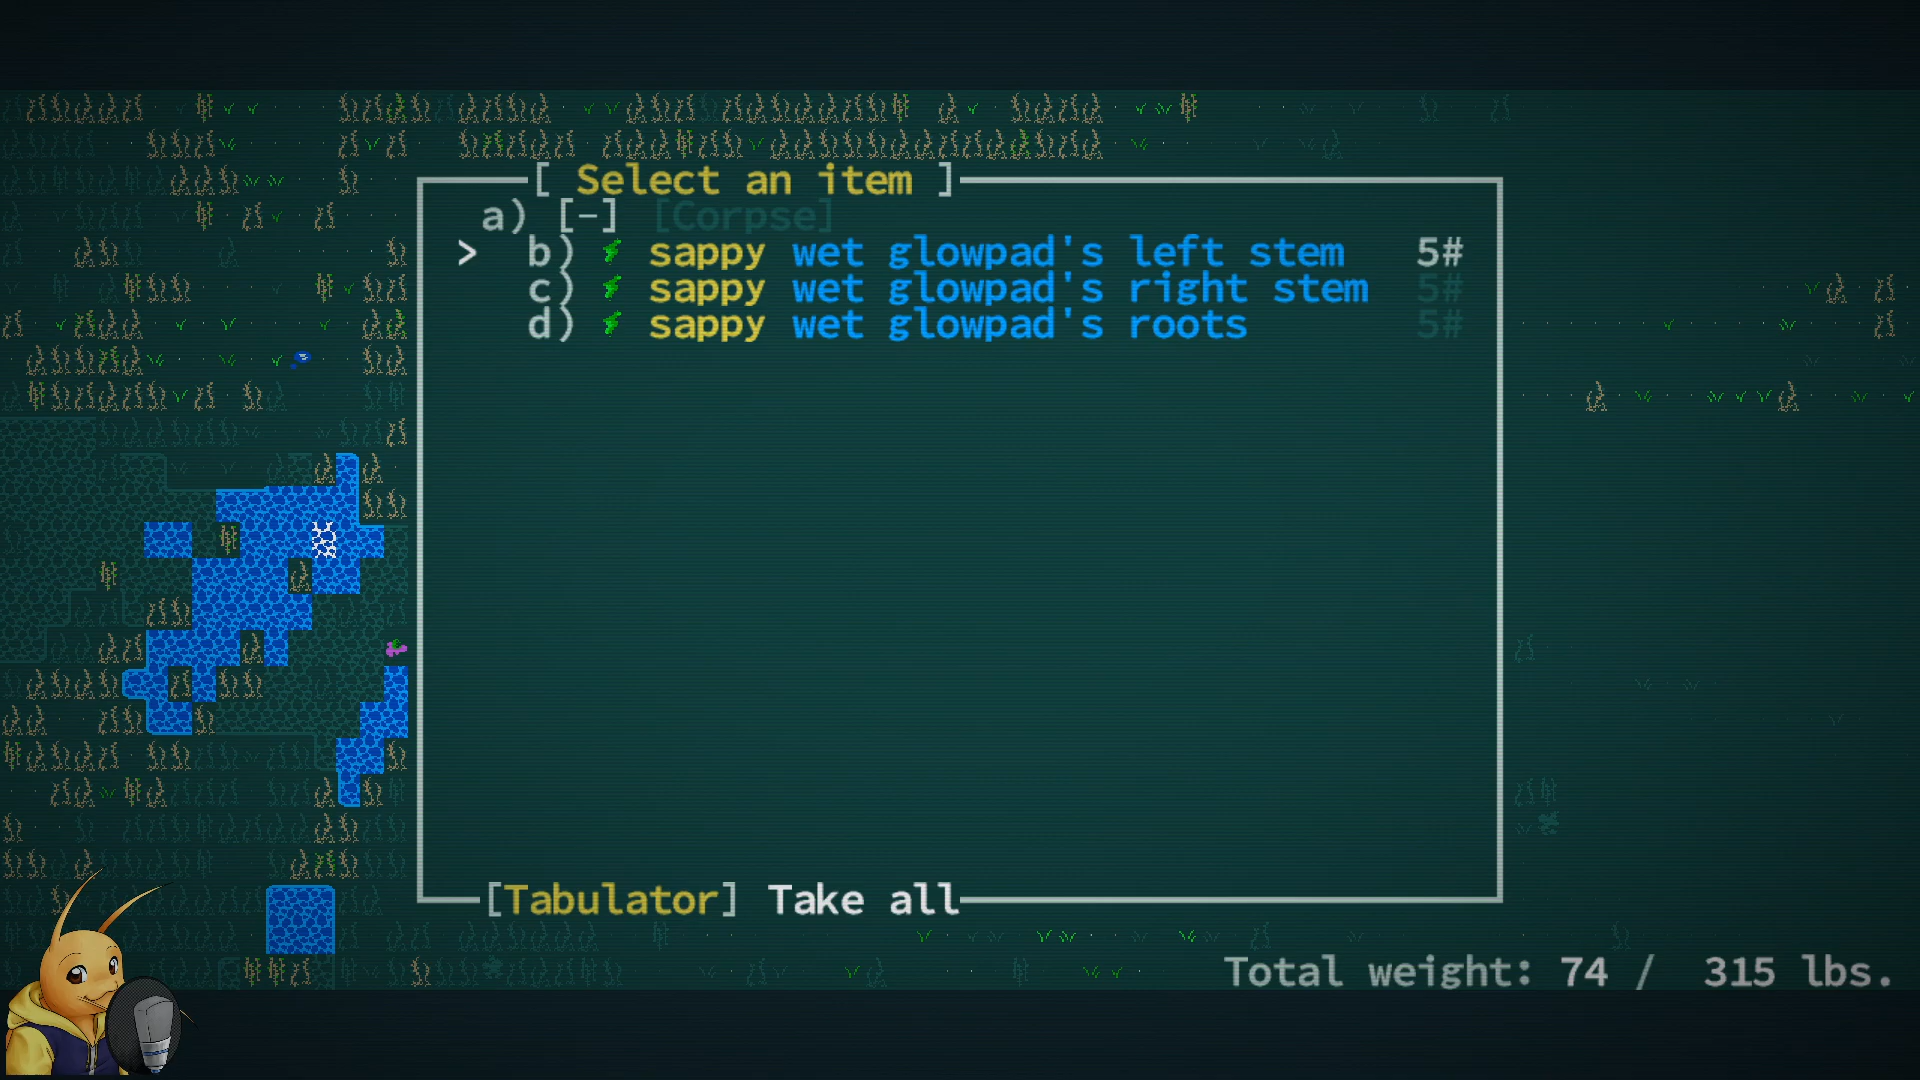 [ Select an item ]
a) [-] [Corpse]
> b) sappy wet glowpad's left stem 5#
c) sappy wet glowpad's right stem 5#
d) sappy wet glowpad's roots 5#
[Tabulator] Take all
Total weight: 74 / 315 lbs.